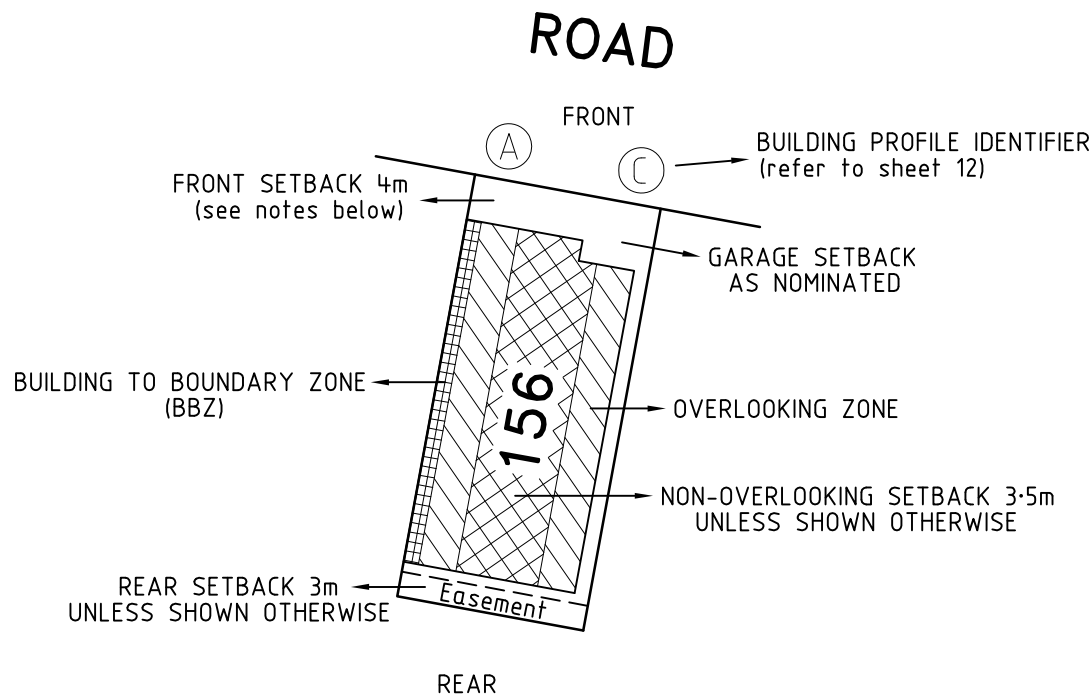 ROAD
FRONT
A
C
BUILDING PROFILE IDENTIFIER
(refer to sheet 12)
FRONT SETBACK 4m
(see notes below)
GARAGE SETBACK
AS NOMINATED
BUILDING TO BOUNDARY ZONE
(BBZ)
156
OVERLOOKING ZONE
NON-OVERLOOKING SETBACK 3·5m
UNLESS SHOWN OTHERWISE
REAR SETBACK 3m
UNLESS SHOWN OTHERWISE
Easement
REAR